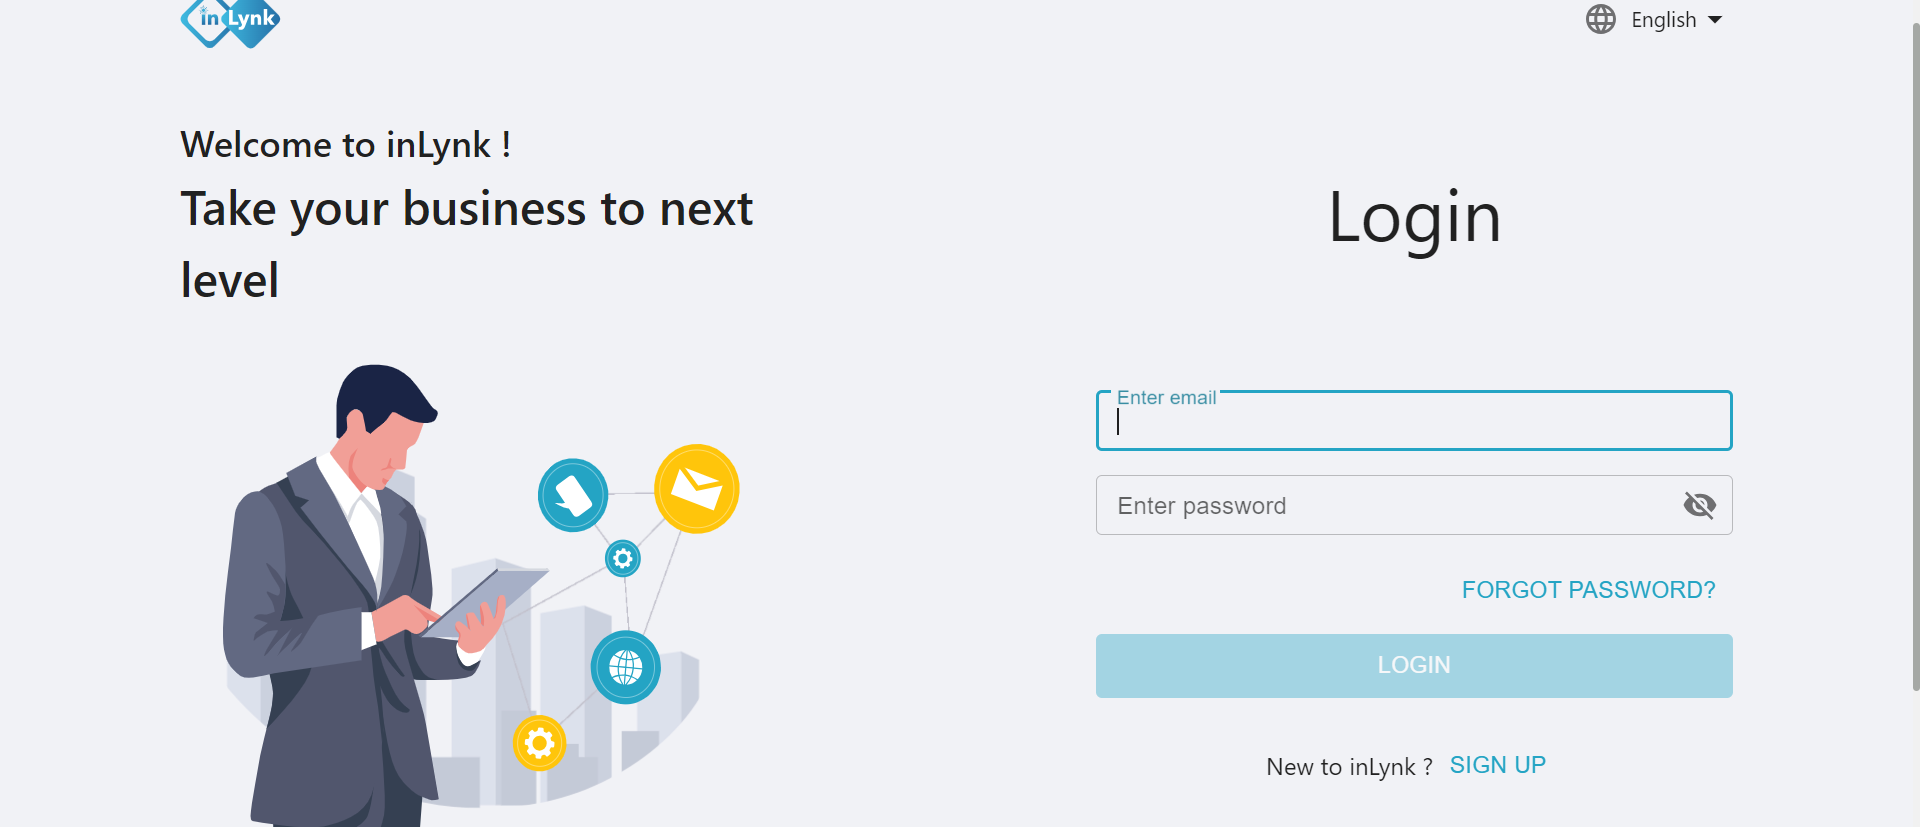 inLynk
English
Welcome to inLynk !
Take your business to next
level
Login
Enter email
Enter password
FORGOT PASSWORD?
LOGIN
New to inLynk ? SIGN UP